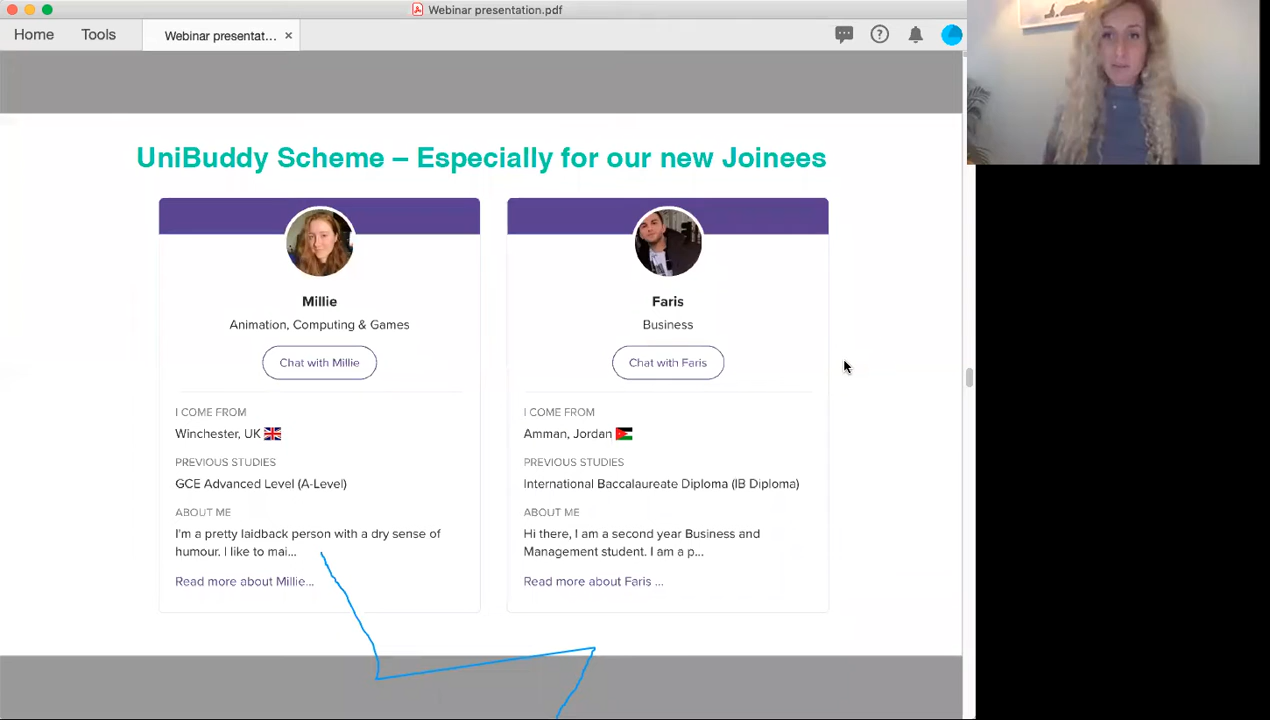 Webinar presentation.pdf
Home Tools Webinar presentat... ×
UniBuddy Scheme – Especially for our new Joinees
Millie
Animation, Computing & Games
Chat with Millie
I COME FROM
Winchester, UK
PREVIOUS STUDIES
GCE Advanced Level (A-Level)
ABOUT ME
I'm a pretty laidback person with a dry sense of
humour. I like to mai...
Read more about Millie...
Faris
Business
Chat with Faris
I COME FROM
Amman, Jordan
PREVIOUS STUDIES
International Baccalaureate Diploma (IB Diploma)
ABOUT ME
Hi there, I am a second year Business and
Management student. I am a p...
Read more about Faris ...